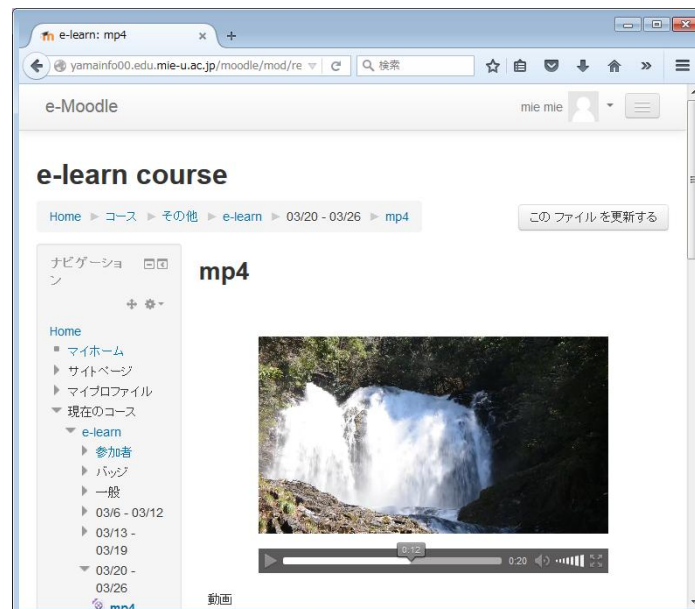 e-learn: mp4
yamainfo00.edu.mie-u.ac.jp/moodle/mod/re
検索
e-Moodle
mie mie
e-learn course
Home ▶ コース ▶ その他 ▶ e-learn ▶ 03/20 - 03/26 ▶ mp4
この ファイル を更新する
ナビゲーショ
ン
Home
マイホーム
サイトページ
マイプロファイル
現在のコース
e-learn
参加者
バッジ
一般
03/6 - 03/12
03/13 -
03/19
03/20 -
03/26
mp4
mp4
0:12
0:20
動画